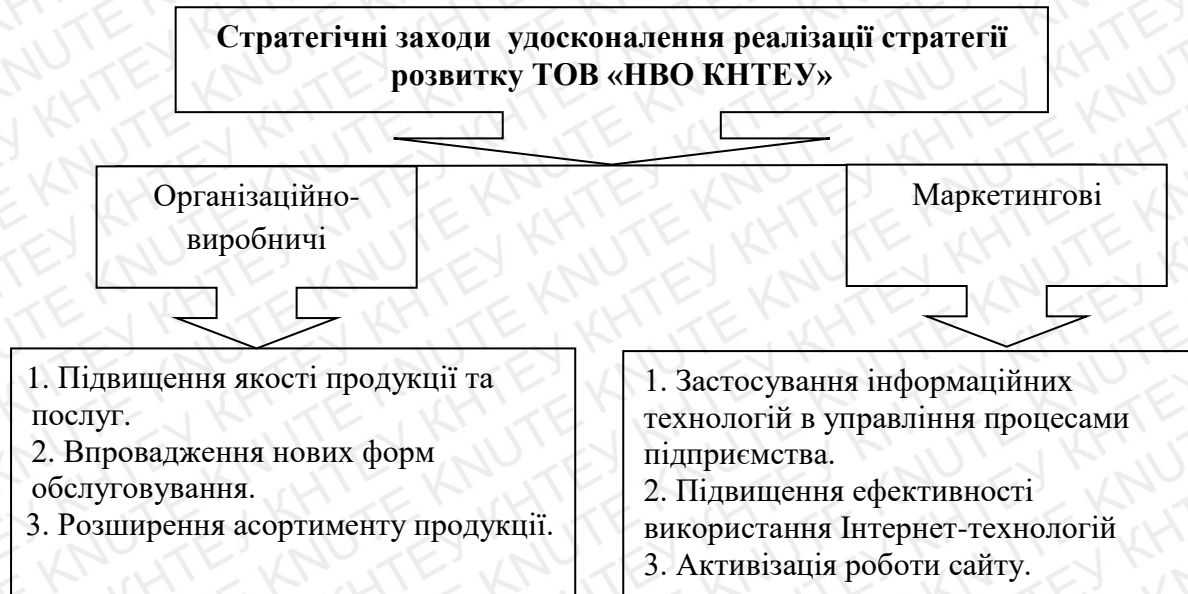 Стратегічні заходи удосконалення реалізації стратегії
розвитку ТОВ «НВО КНТЕУ»
Організаційно-
виробничі
Маркетингові
1. Підвищення якості продукції та
послуг.
2. Впровадження нових форм
обслуговування.
3. Розширення асортименту продукції.
1. Застосування інформаційних
технологій в управління процесами
підприємства.
2. Підвищення ефективності
використання Інтернет-технологій
3. Активізація роботи сайту.